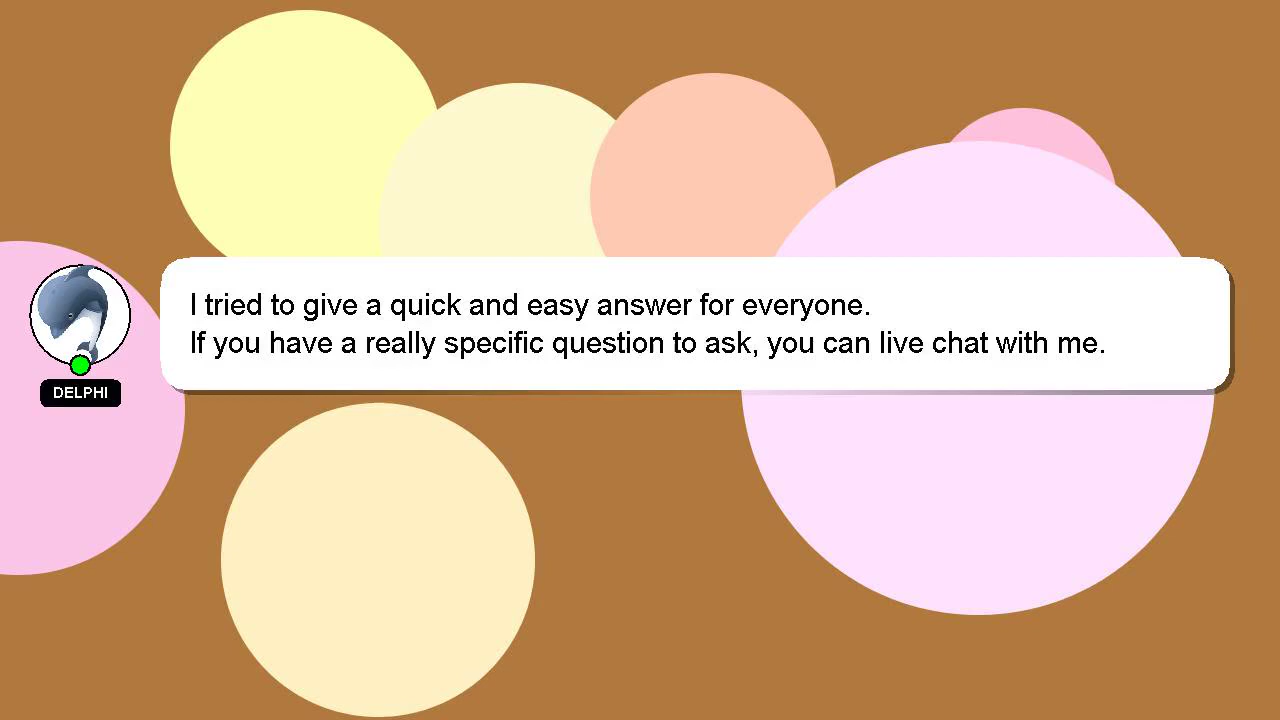 I tried to give a quick and easy answer for everyone.
If you have a really specific question to ask, you can live chat with me.
DELPHI